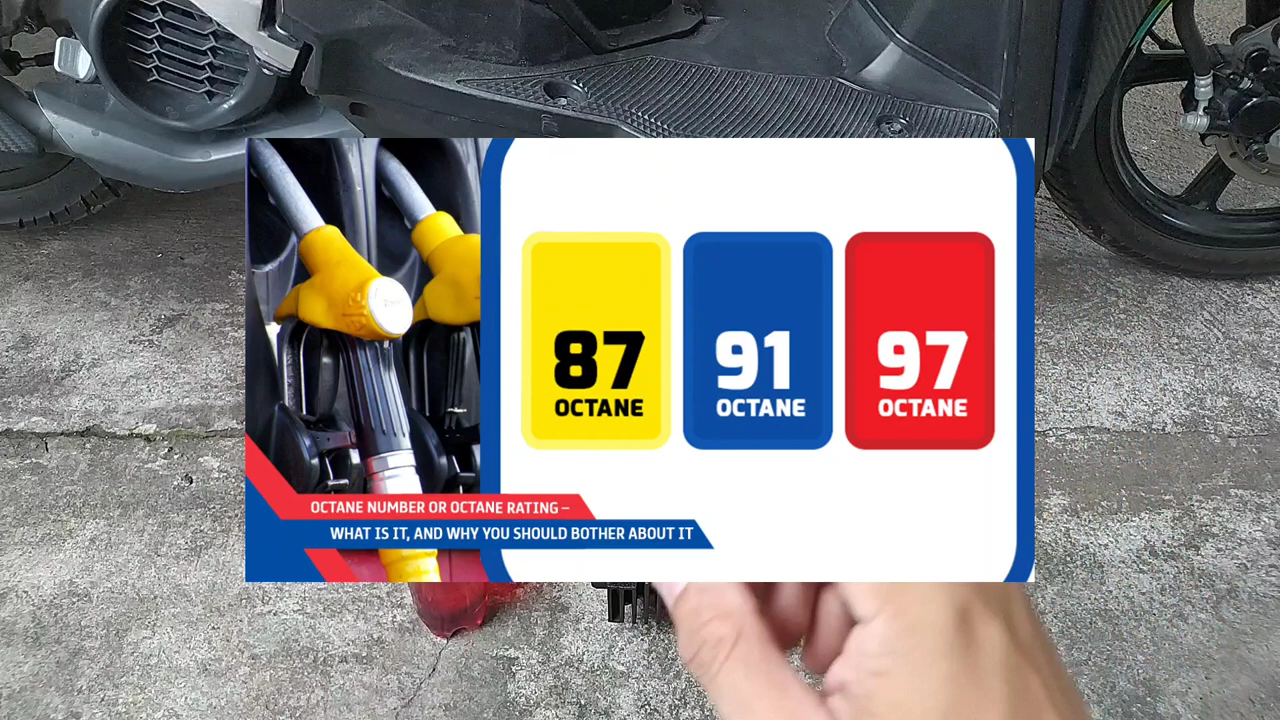 87
OCTANE
91
OCTANE
97
OCTANE
OCTANE NUMBER OR OCTANE RATING –
WHAT IS IT, AND WHY YOU SHOULD BOTHER ABOUT IT